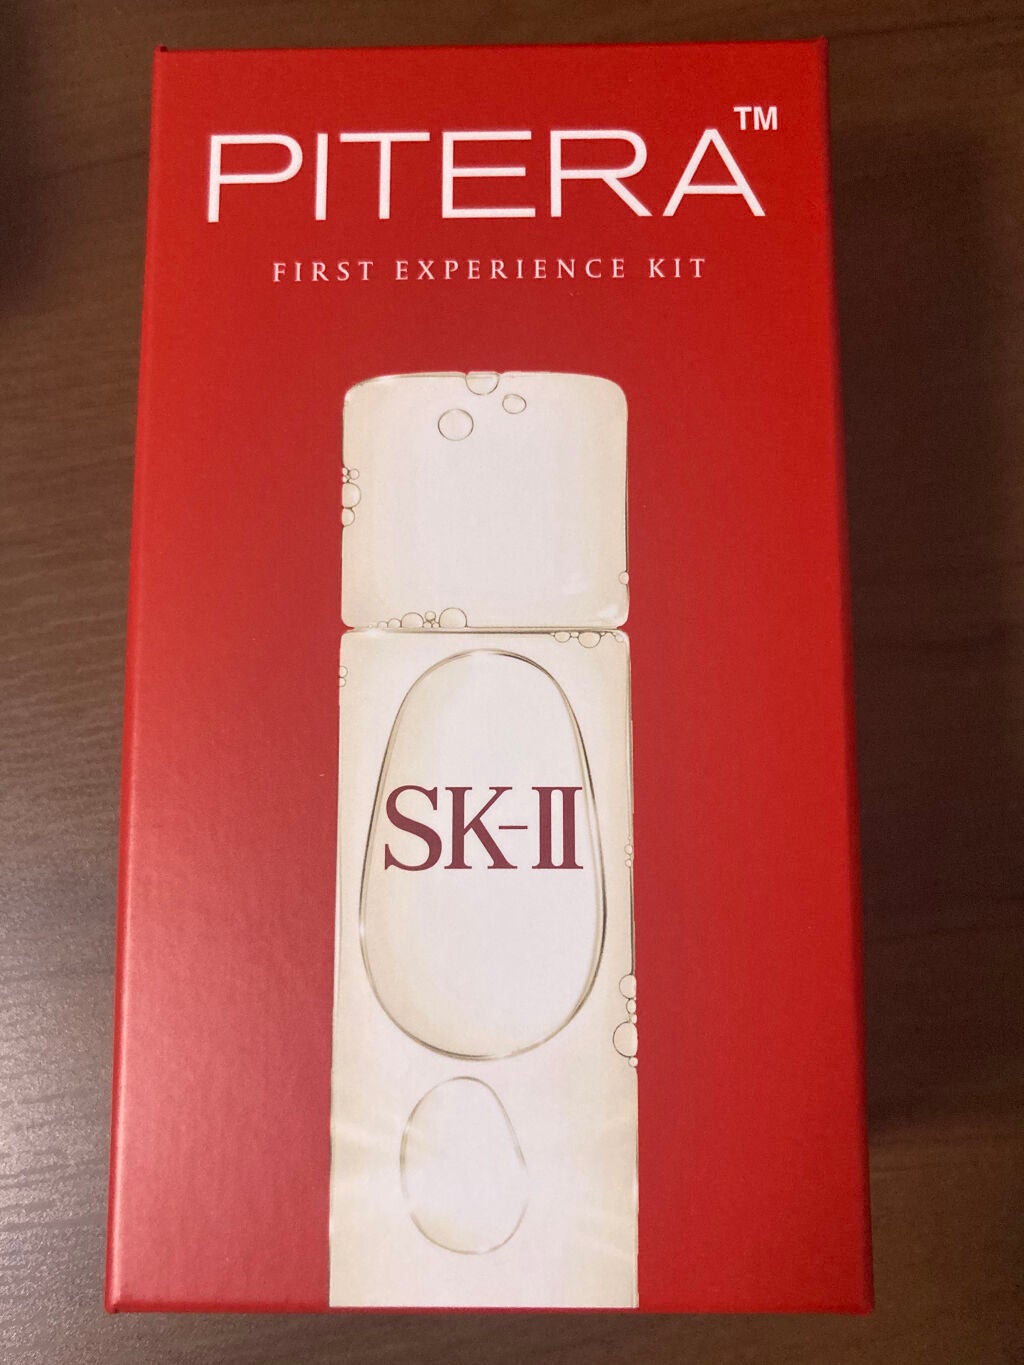 PITERA™
FIRST EXPERIENCE KIT
SK-II